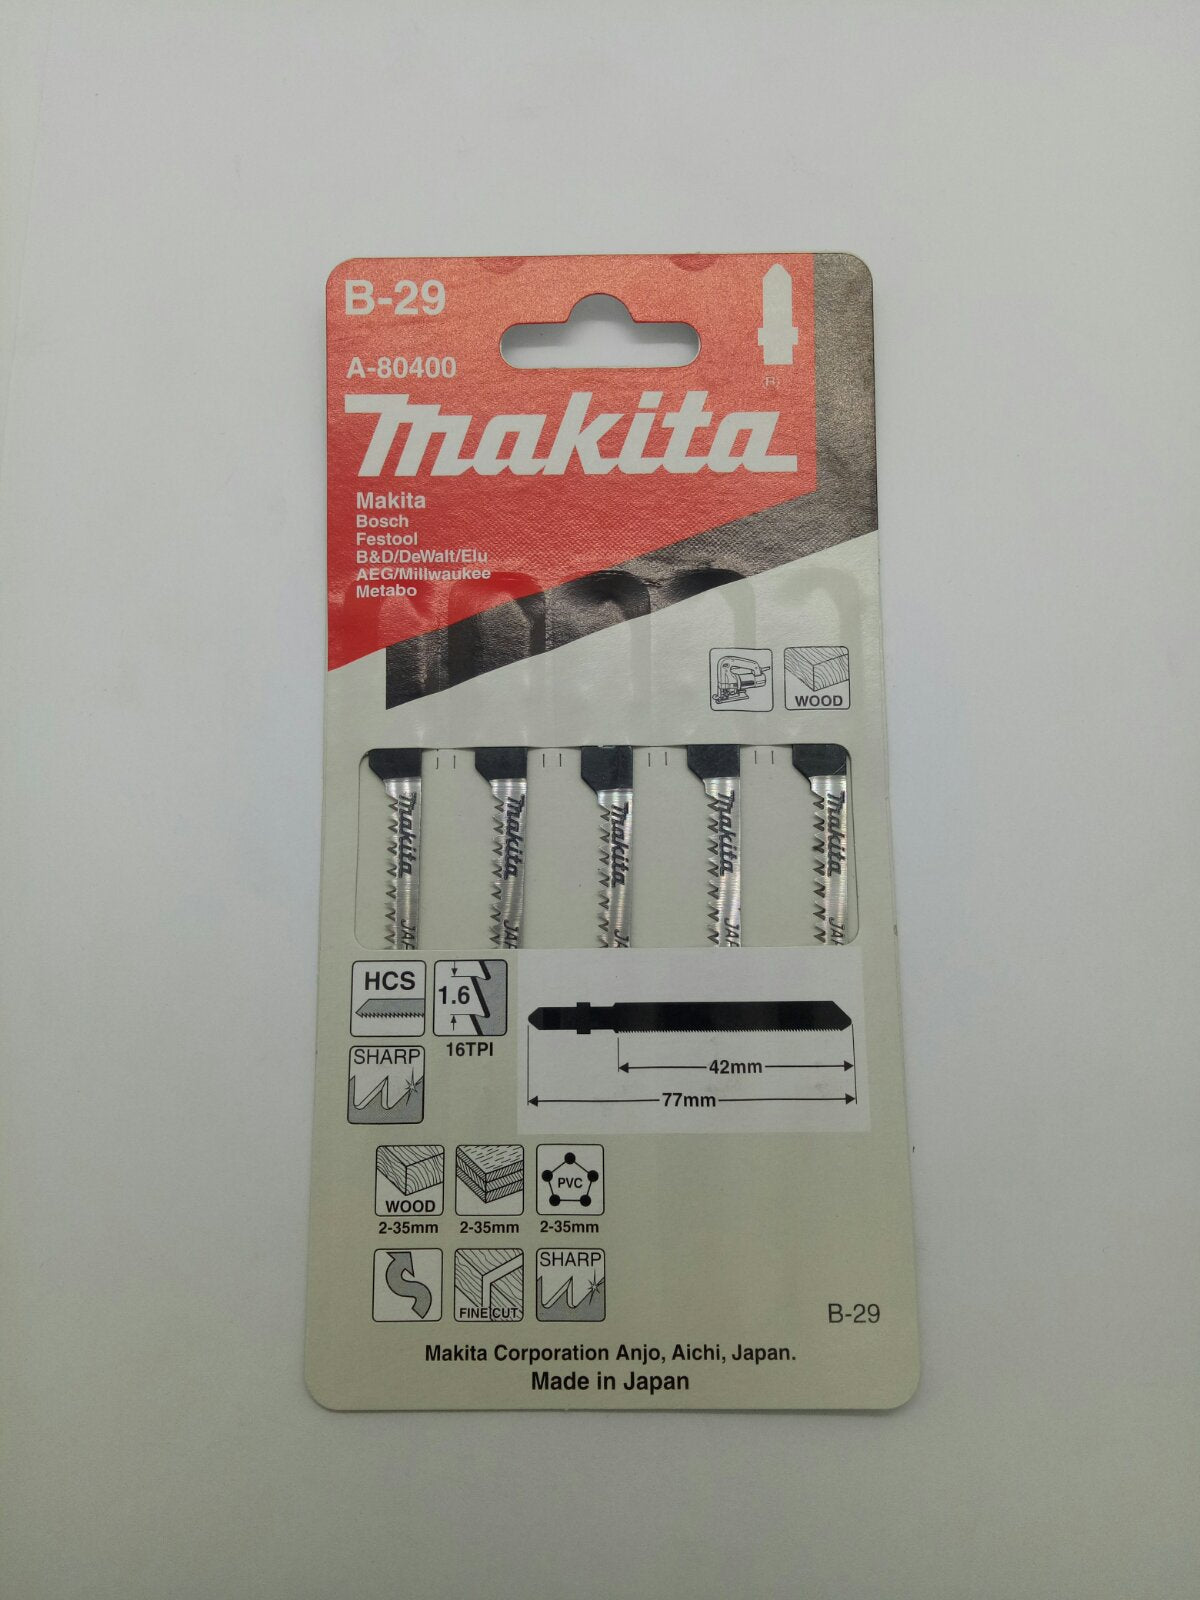 B-29
A-80400
makita
Makita
Bosch
Festool
B&D/DeWalt/Elu
AEG/Millwaukee
Metabo
WOOD
makita
makita
makita
makita
makita
HCS
1.6
16TPI
SHARP
42mm
77mm
WOOD
2-35mm
2-35mm
PVC
2-35mm
FINE CUT
SHARP
B-29
Makita Corporation Anjo, Aichi, Japan.
Made in Japan